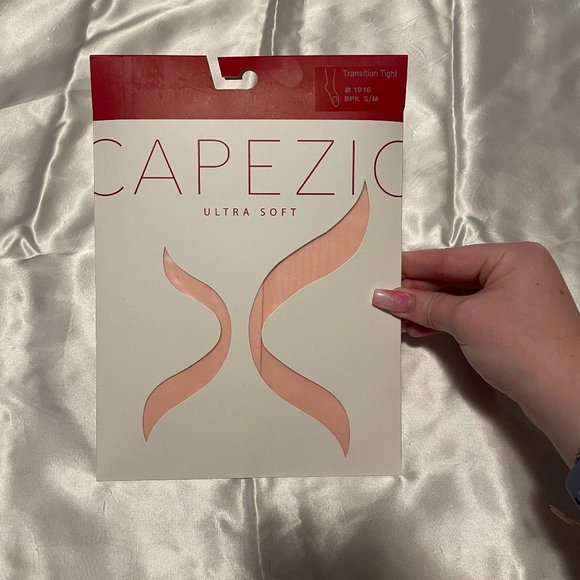 Transition Tight
# 1916
BPK S/M
CAPEZIO
ULTRA SOFT